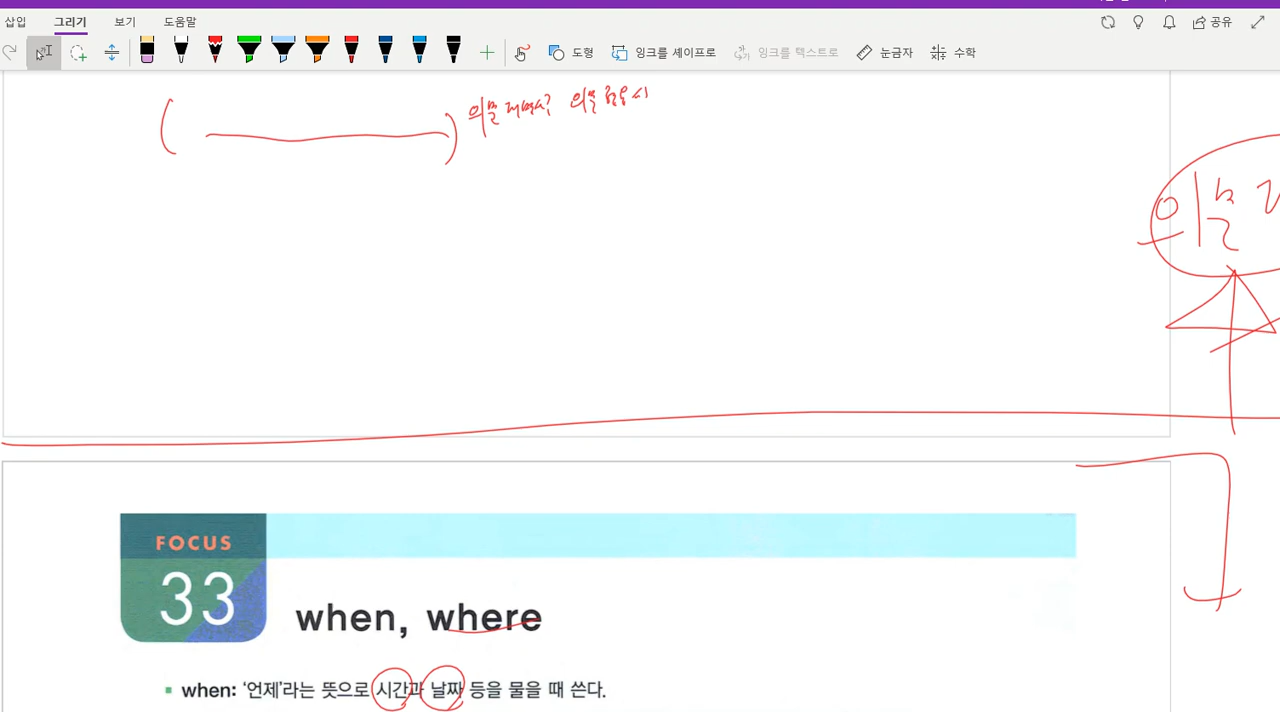 삽입 그리기 보기 도움말 공유
도형 잉크를 셰이프로 잉크를 텍스트로 눈금자 수학
FOCUS
33
when, where
when: '언제'라는 뜻으로 시간과 날짜 등을 물을 때 쓴다.